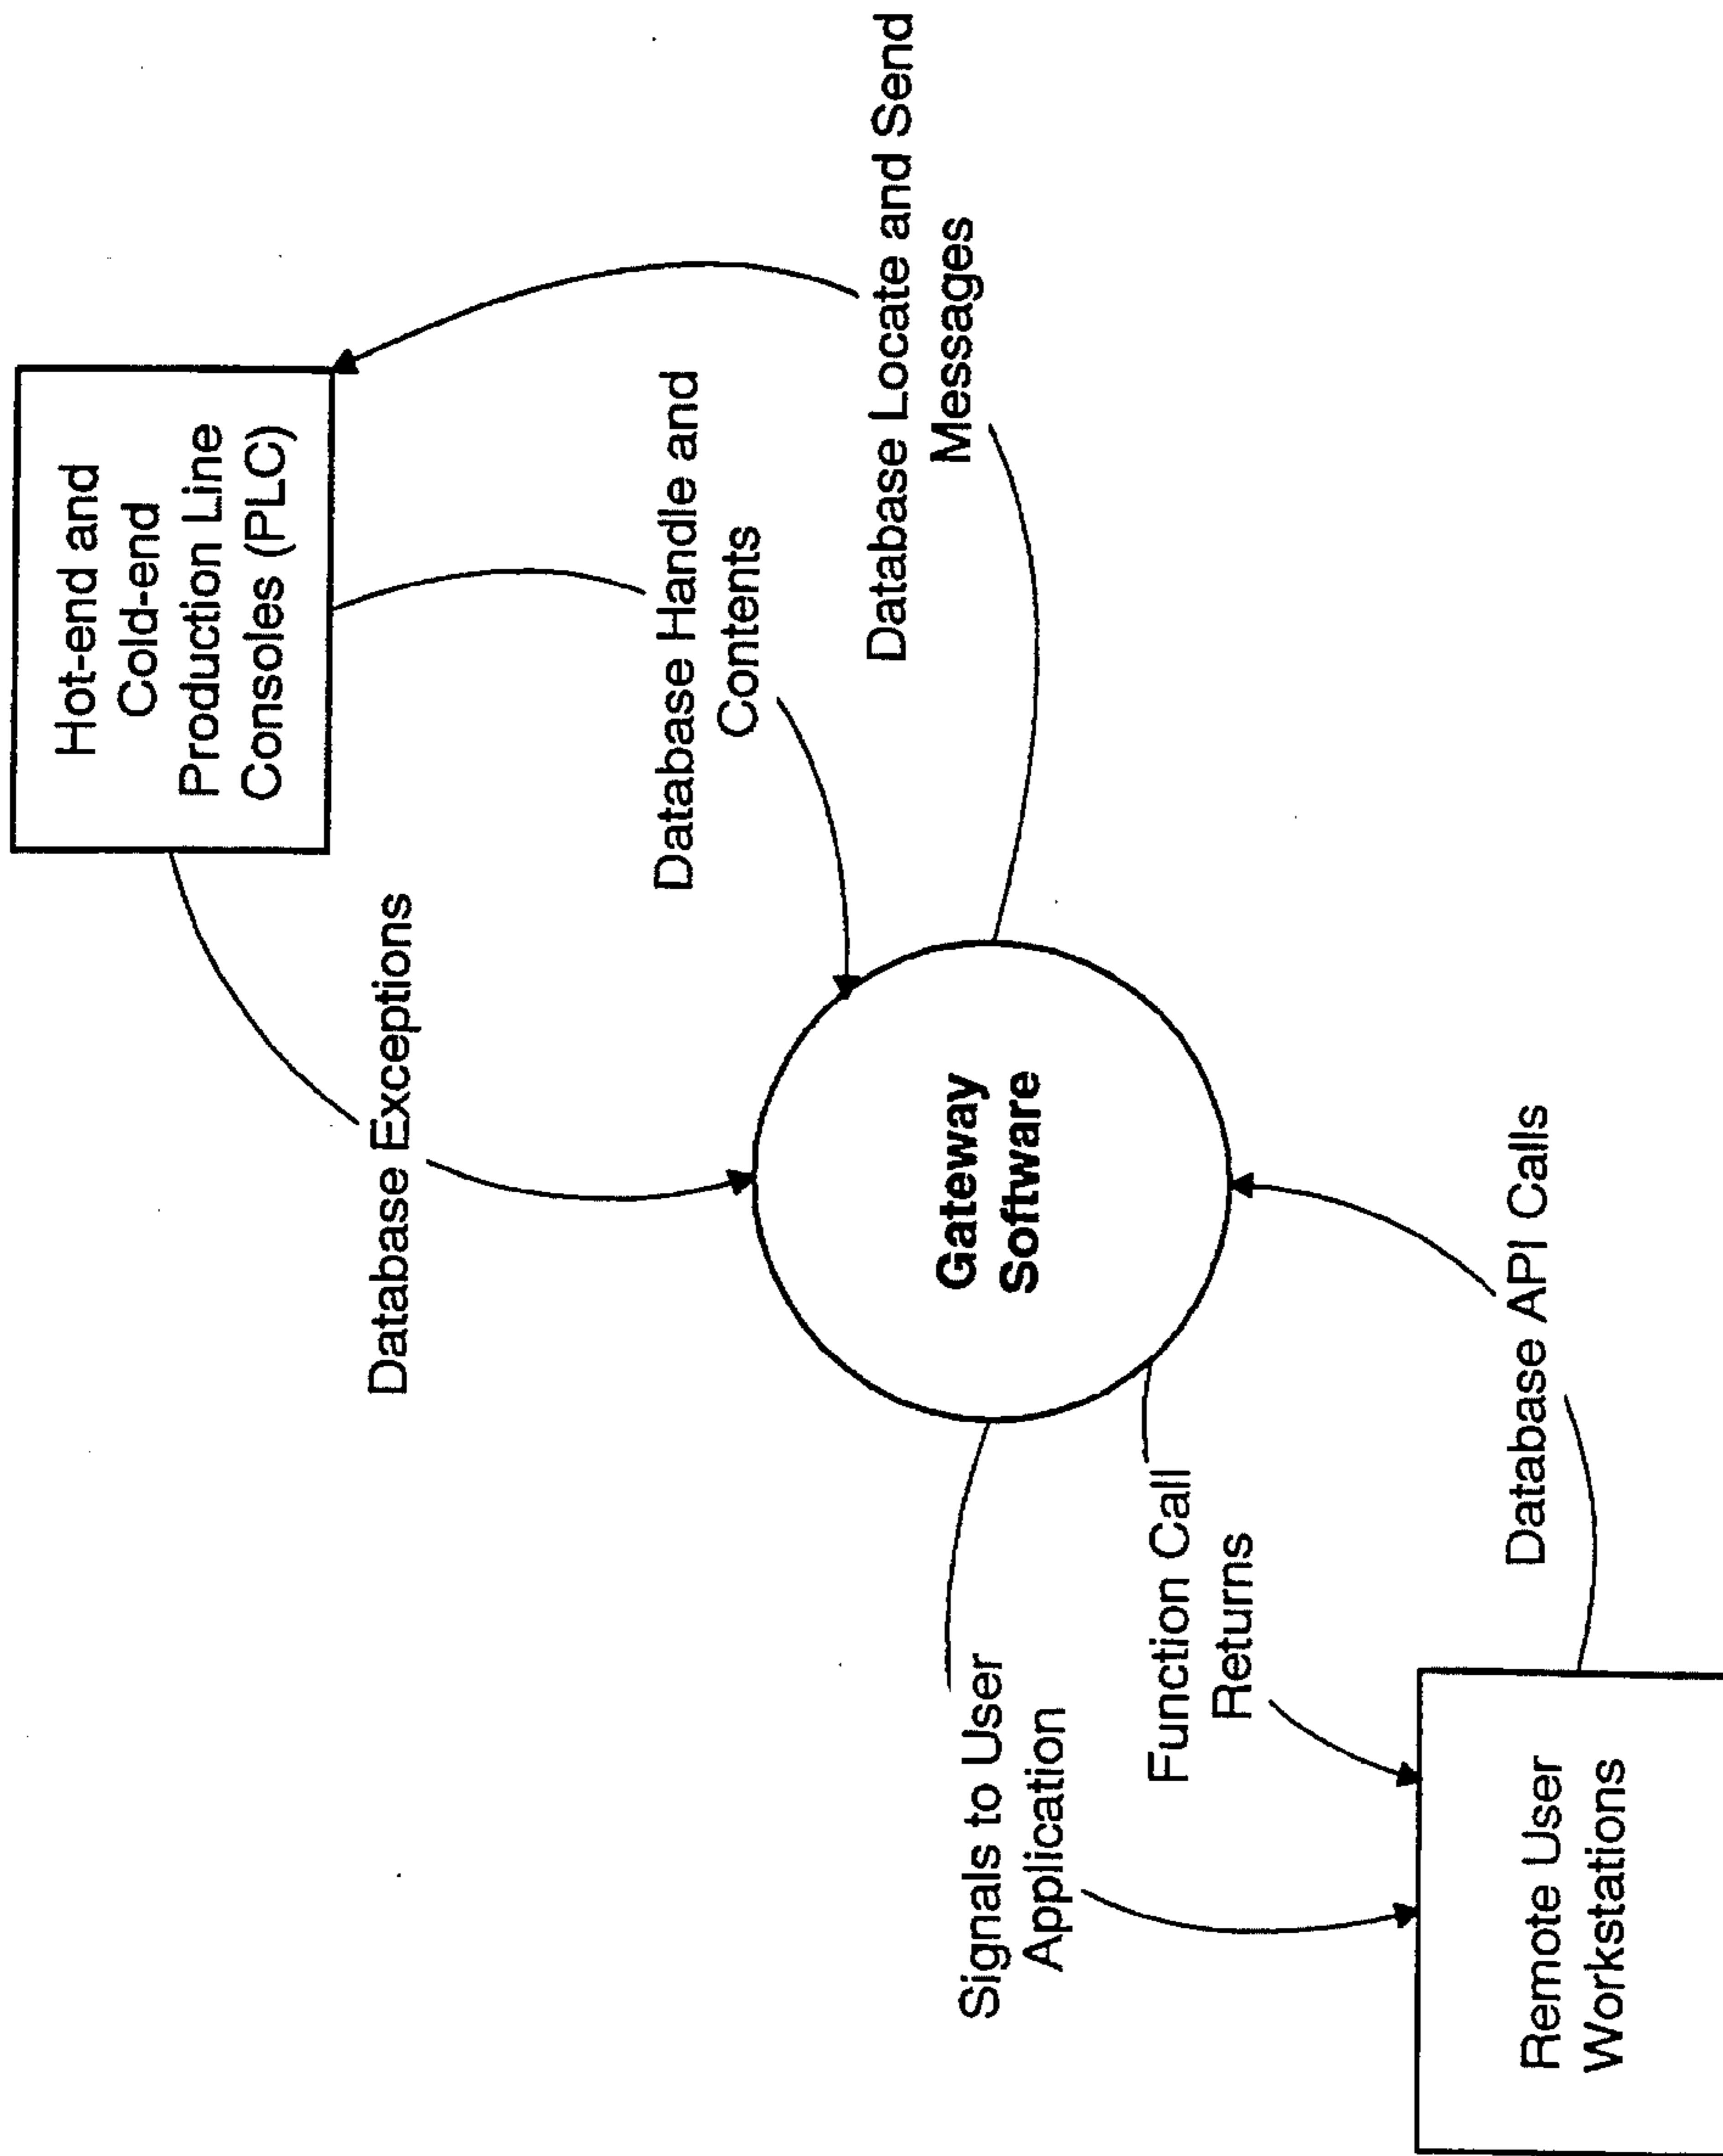 Hot-end and
Cold-end
Production Line
Consoles (PLC)
Database Exceptions
Database Handle and
Contents
Database Locate and Send
Messages
Gateway
Software
Signals to User
Application
Function Call
Returns
Database API Calls
Remote User
Workstations